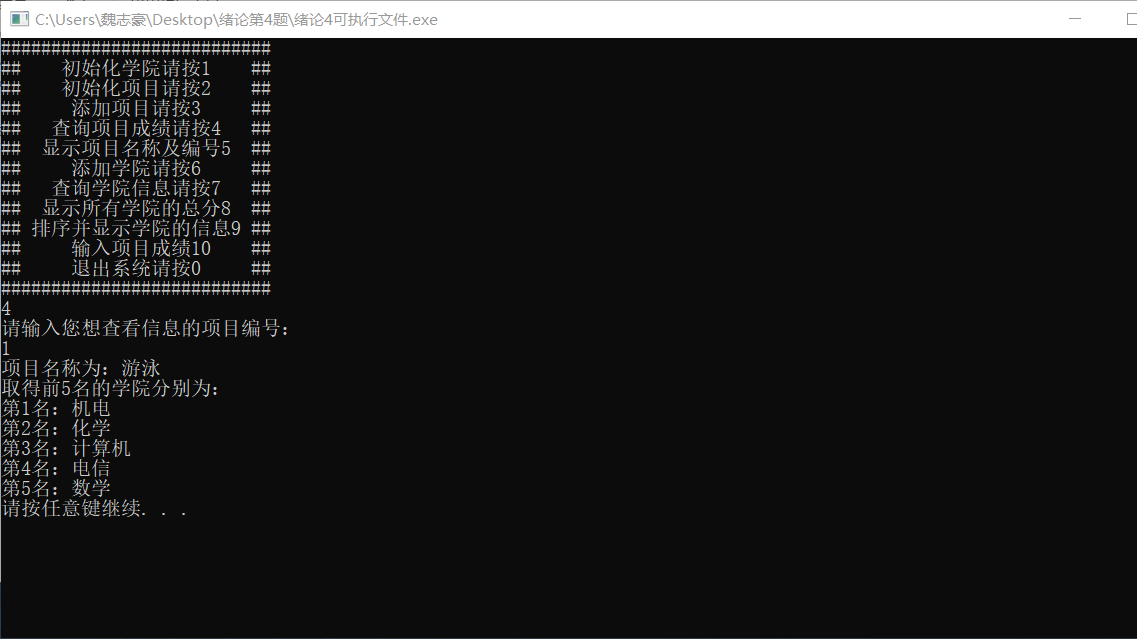 C:\Users\魏志豪\Desktop\绪论第4题\绪论4可执行文件.exe
###########################
##    初始化学院请按1    ##
##    初始化项目请按2    ##
##     添加项目请按3     ##
##   查询项目成绩请按4   ##
##  显示项目名称及编号5  ##
##     添加学院请按6     ##
##   查询学院信息请按7   ##
##  显示所有学院的总分8  ##
## 排序并显示学院的信息9 ##
##     输入项目成绩10    ##
##     退出系统请按0     ##
###########################
4
请输入您想查看信息的项目编号:
1
项目名称为: 游泳
取得前5名的学院分别为:
第1名: 机电
第2名: 化学
第3名: 计算机
第4名: 电信
第5名: 数学
请按任意键继续. . .